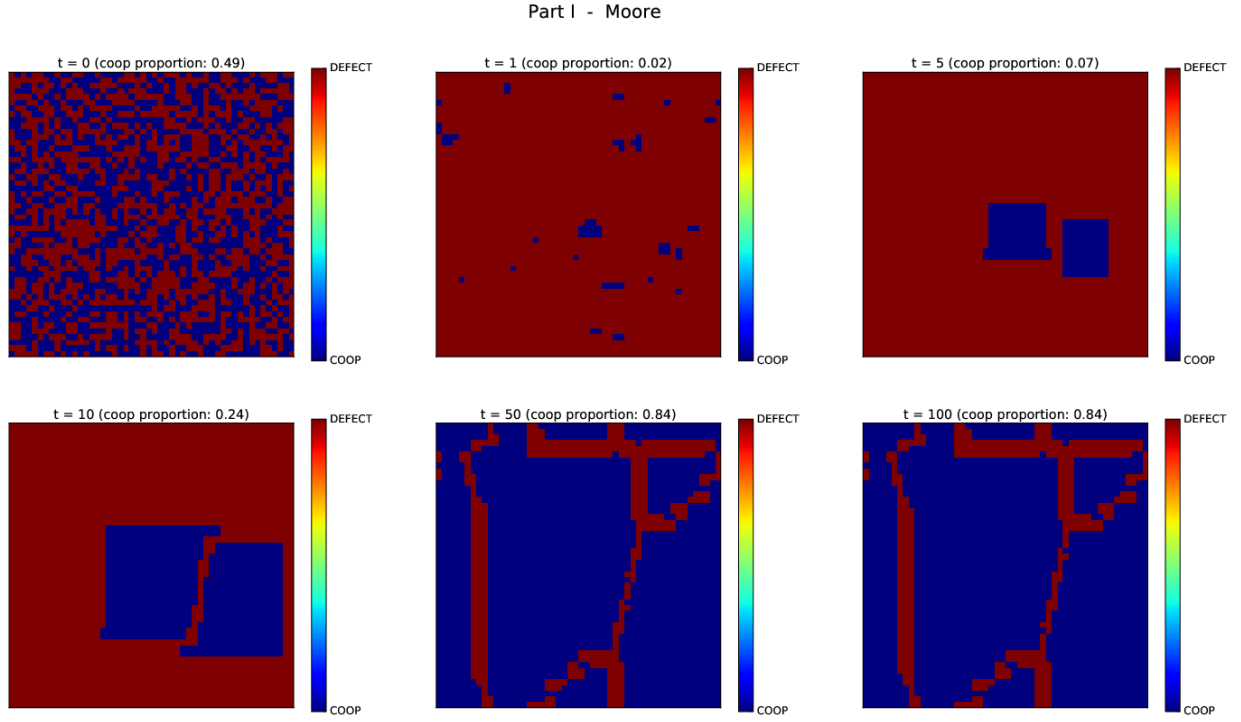 Part I - Moore
t = 0 (coop proportion: 0.49)
DEFECT
COOP
t = 1 (coop proportion: 0.02)
DEFECT
COOP
t = 5 (coop proportion: 0.07)
DEFECT
COOP
t = 10 (coop proportion: 0.24)
DEFECT
COOP
t = 50 (coop proportion: 0.84)
DEFECT
COOP
t = 100 (coop proportion: 0.84)
DEFECT
COOP